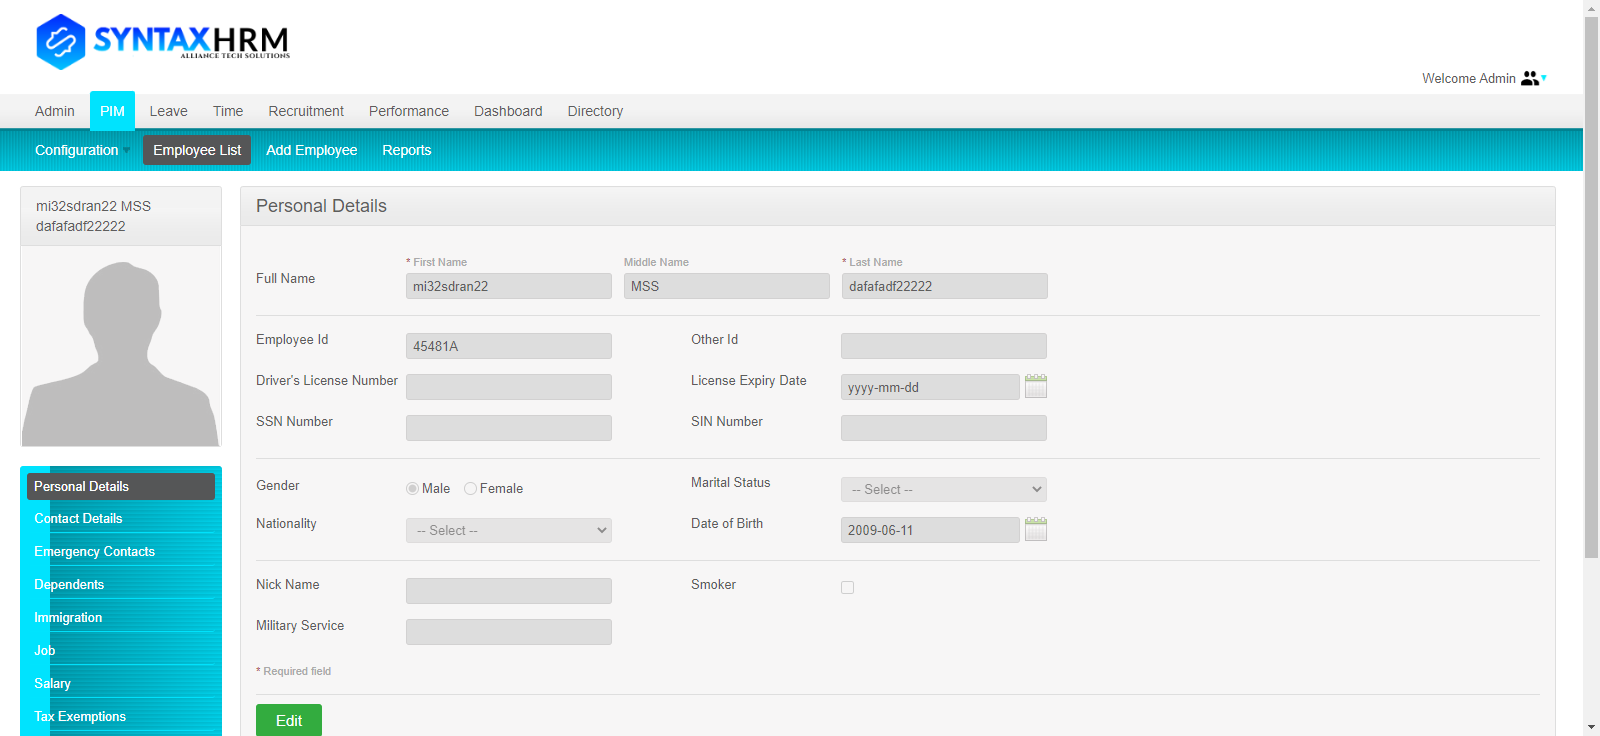 SYNTAXHRM
ALLIANCE TECH SOLUTIONS
Welcome Admin
Admin PIM Leave Time Recruitment Performance Dashboard Directory
Configuration Employee List Add Employee Reports
mi32sdran22 MSS
dafafadf22222
Personal Details
* First Name Middle Name * Last Name
Full Name mi32sdran22 MSS dafafadf22222
Employee Id 45481A Other Id
Driver's License Number License Expiry Date yyyy-mm-dd
SSN Number SIN Number
Gender Male Female Marital Status -- Select --
Nationality -- Select -- Date of Birth 2009-06-11
Nick Name Smoker
Military Service
* Required field
Edit
Personal Details
Contact Details
Emergency Contacts
Dependents
Immigration
Job
Salary
Tax Exemptions